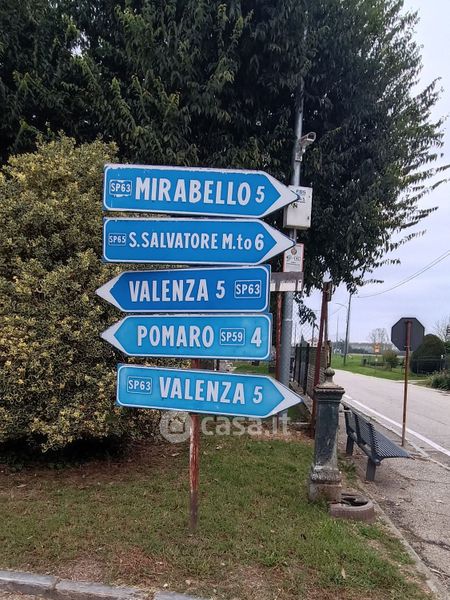 SP63 MIRABELLO 5
SP65 S.SALVATORE M.to 6
VALENZA 5 SP63
POMARO SP59 4
SP63 VALENZA 5
casa.it